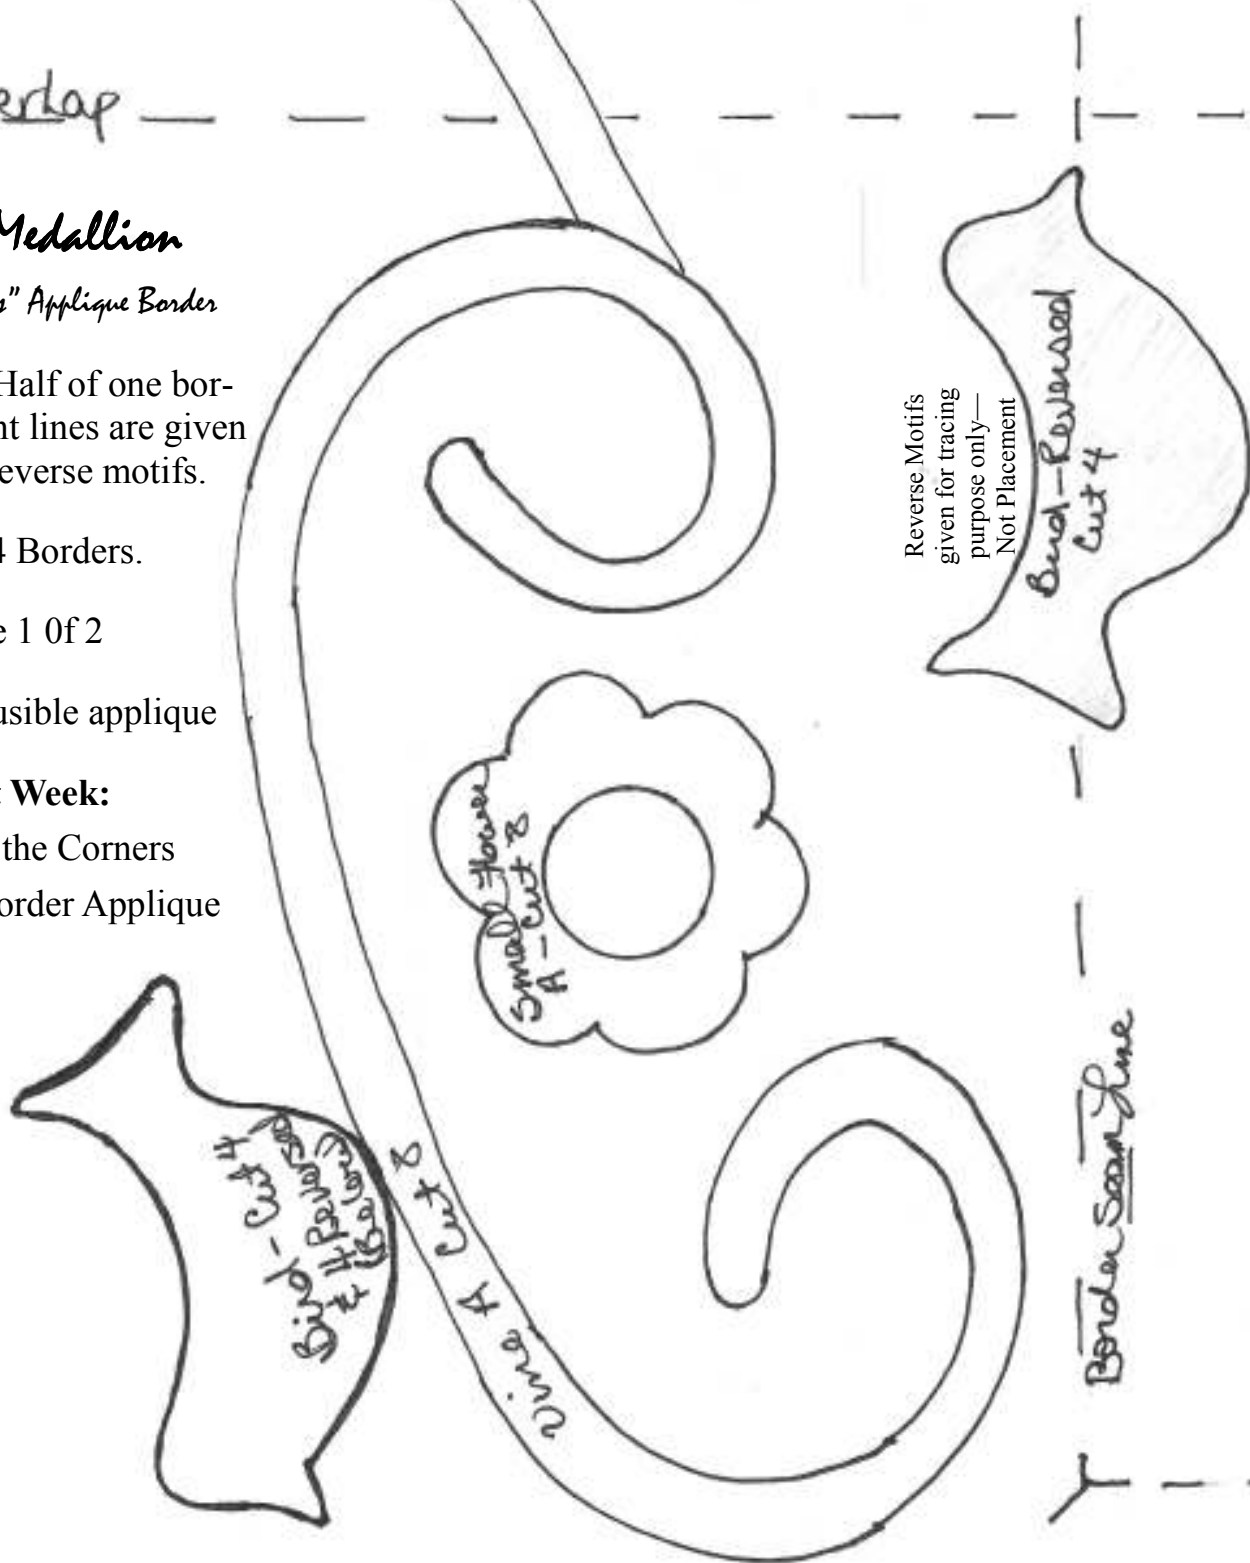 erlap
Medallion
s" Applique Border
Half of one bor-
nt lines are given
everse motifs.
4 Borders.
e 1 0f 2
usible applique
t Week:
the Corners
order Applique
Reverse Motifs
given for tracing
purpose only—
Not Placement
Bird-Reversed
Cut 4
Small flower
A - Cut 8
Bird - Cut 4
& 4 Reversed
(Below)
Vine A Cut 8
Border Seam Line